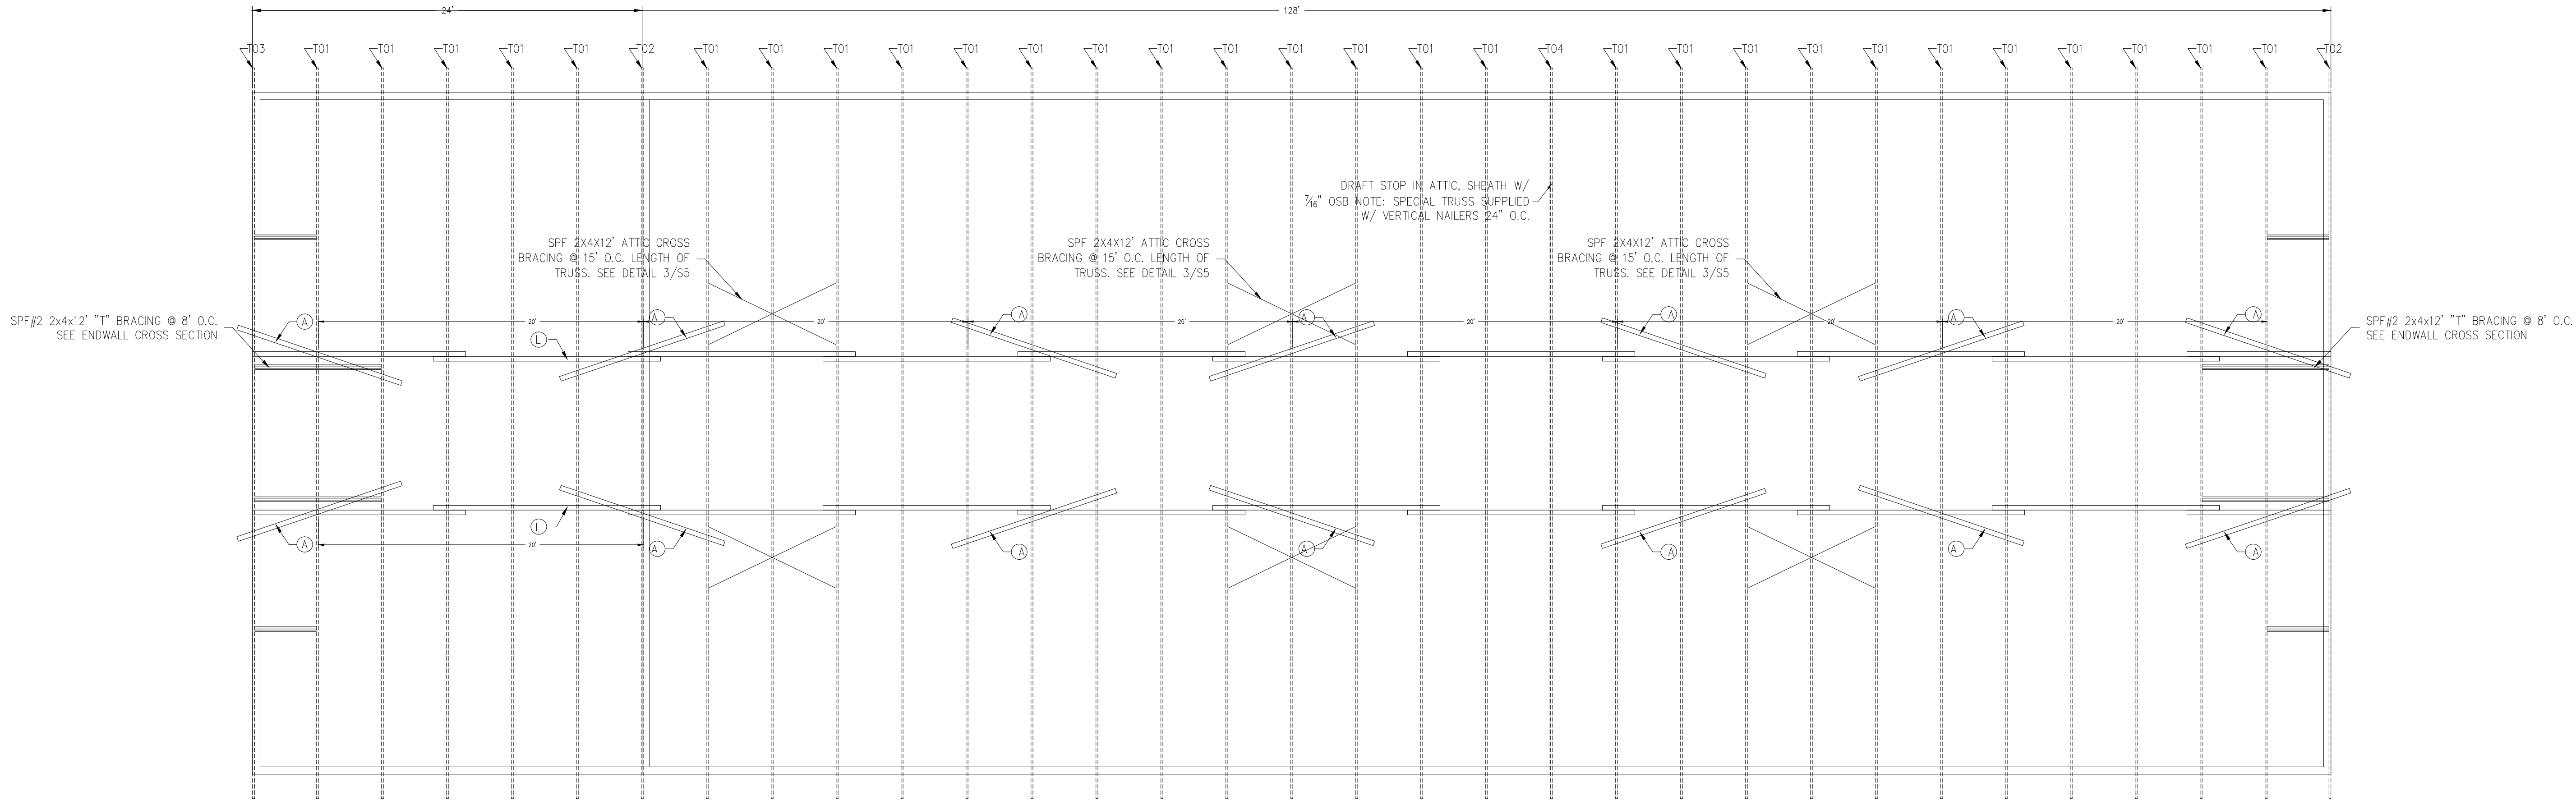 24'
128'
T03
T01
T01
T01
T01
T01
T02
T01
T01
T01
T01
T01
T01
T01
T01
T01
T01
T01
T01
T01
T04
T01
T01
T01
T01
T01
T01
T01
T01
T01
T01
T01
T02
DRAFT STOP IN ATTIC, SHEATH W/
7/16" OSB NOTE: SPECIAL TRUSS SUPPLIED
W/ VERTICAL NAILERS 24" O.C.
SPF 2X4X12' ATTIC CROSS
BRACING @ 15' O.C. LENGTH OF
TRUSS. SEE DETAIL 3/S5
SPF 2X4X12' ATTIC CROSS
BRACING @ 15' O.C. LENGTH OF
TRUSS. SEE DETAIL 3/S5
SPF 2X4X12' ATTIC CROSS
BRACING @ 15' O.C. LENGTH OF
TRUSS. SEE DETAIL 3/S5
SPF#2 2x4x12' "T" BRACING @ 8' O.C.
SEE ENDWALL CROSS SECTION
A
20'
A
20'
A
20'
A
20'
A
20'
A
20'
A
SPF#2 2x4x12' "T" BRACING @ 8' O.C.
SEE ENDWALL CROSS SECTION
L
L
A
20'
A
A
A
A
A
A